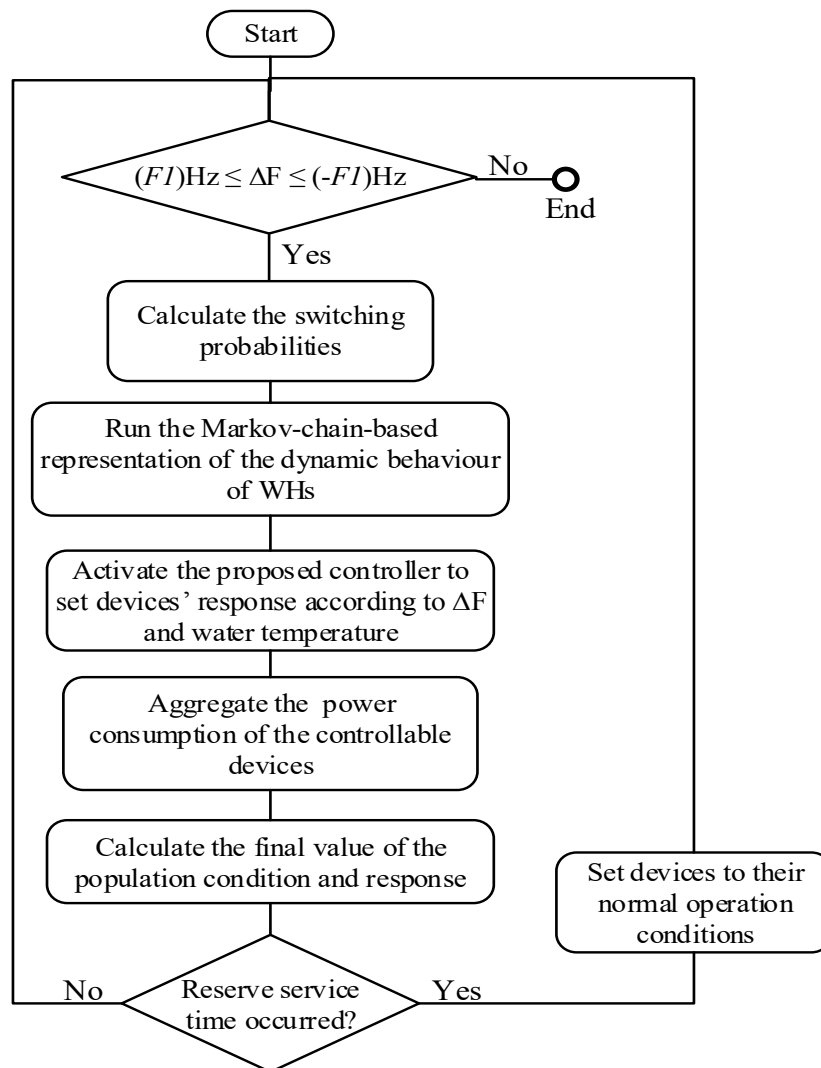 Start
(F1)Hz ≤ ΔF ≤ (-F1)Hz
No
End
Yes
Calculate the switching
probabilities
Run the Markov-chain-based
representation of the dynamic behaviour
of WHs
Activate the proposed controller to
set devices’ response according to ΔF
and water temperature
Aggregate the power
consumption of the controllable
devices
Calculate the final value of the
population condition and response
Set devices to their
normal operation
conditions
No
Reserve service
time occurred?
Yes